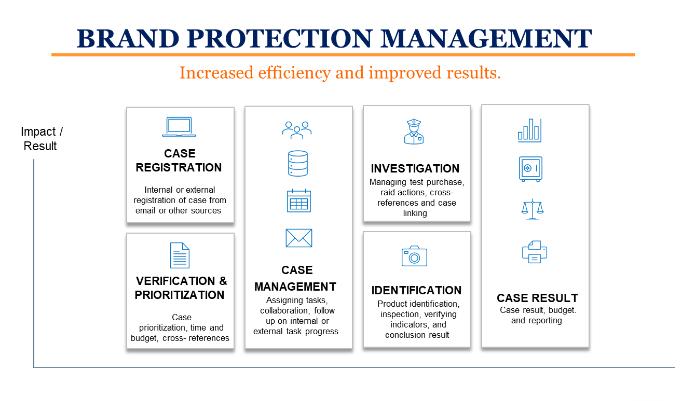 BRAND PROTECTION MANAGEMENT
Increased efficiency and improved results.
Impact /
Result
CASE
REGISTRATION
Internal or external
registration of case from
email or other sources
VERIFICATION &
PRIORITIZATION
Case
prioritization, time and
budget, cross- references
CASE
MANAGEMENT
Assigning tasks,
collaboration, follow
up on internal or
external task progress
INVESTIGATION
Managing test purchase,
raid actions, cross-
references and case
linking
IDENTIFICATION
Product identification,
inspection, verifying
indicators, and
conclusion result
CASE RESULT
Case result, budget.
and reporting